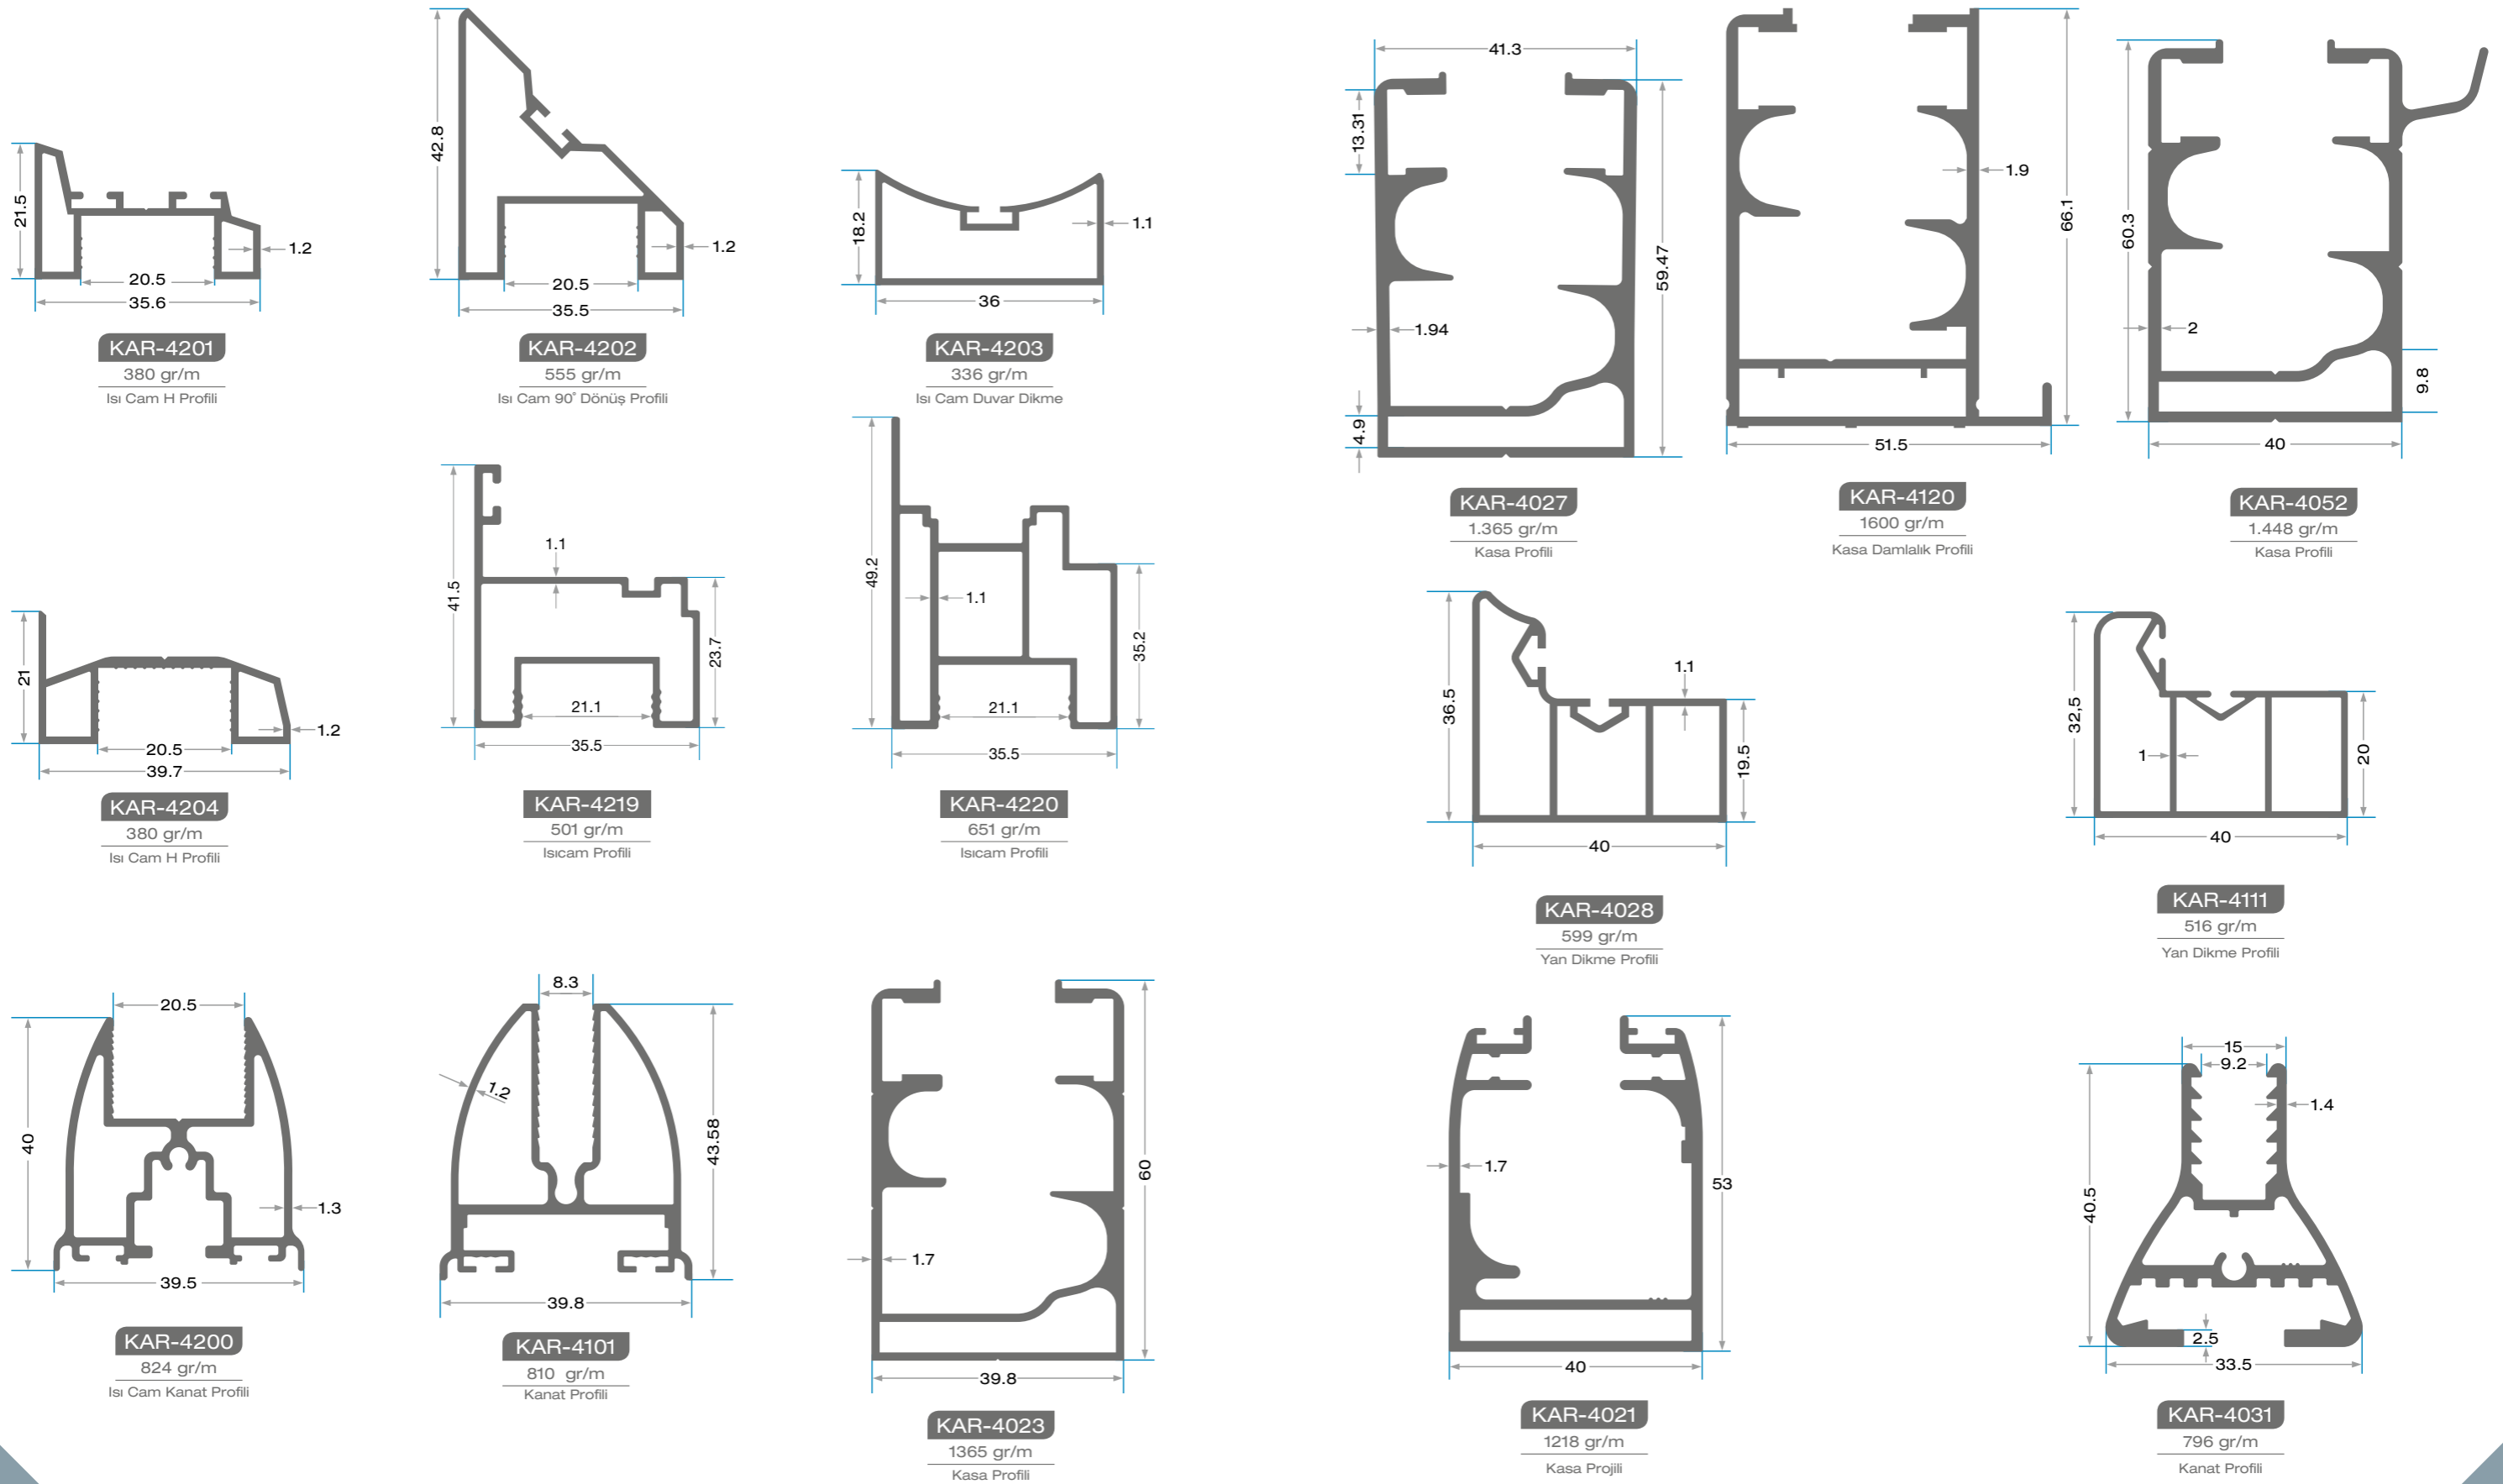 42.8
20.5
35.5
1.2
KAR-4202
555 gr/m
Isı Cam 90° Dönüş Profili
21.5
20.5
35.6
1.2
KAR-4201
380 gr/m
Isı Cam H Profili
18.2
36
1.1
KAR-4203
336 gr/m
Isı Cam Duvar Dikme
41.3
13.31
59.47
1.94
4.9
KAR-4027
1.365 gr/m
Kasa Profili
1.9
66.1
51.5
KAR-4120
1600 gr/m
Kasa Damlalık Profili
60.3
2
9.8
40
KAR-4052
1.448 gr/m
Kasa Profili
21
20.5
39.7
1.2
KAR-4204
380 gr/m
Isı Cam H Profili
41.5
1.1
23.7
21.1
35.5
KAR-4219
501 gr/m
Isıcam Profili
49.2
1.1
35.2
21.1
35.5
KAR-4220
651 gr/m
Isıcam Profili
36.5
1.1
19.5
40
KAR-4028
599 gr/m
Yan Dikme Profili
32,5
1
20
40
KAR-4111
516 gr/m
Yan Dikme Profili
20.5
40
1.3
39.5
KAR-4200
824 gr/m
Isı Cam Kanat Profili
8.3
1.2
43.58
39.8
KAR-4101
810 gr/m
Kanat Profili
60
1.7
39.8
KAR-4023
1365 gr/m
Kasa Profili
1.7
53
40
KAR-4021
1218 gr/m
Kasa Projili
15
9.2
1.4
40.5
2.5
33.5
KAR-4031
796 gr/m
Kanat Profili